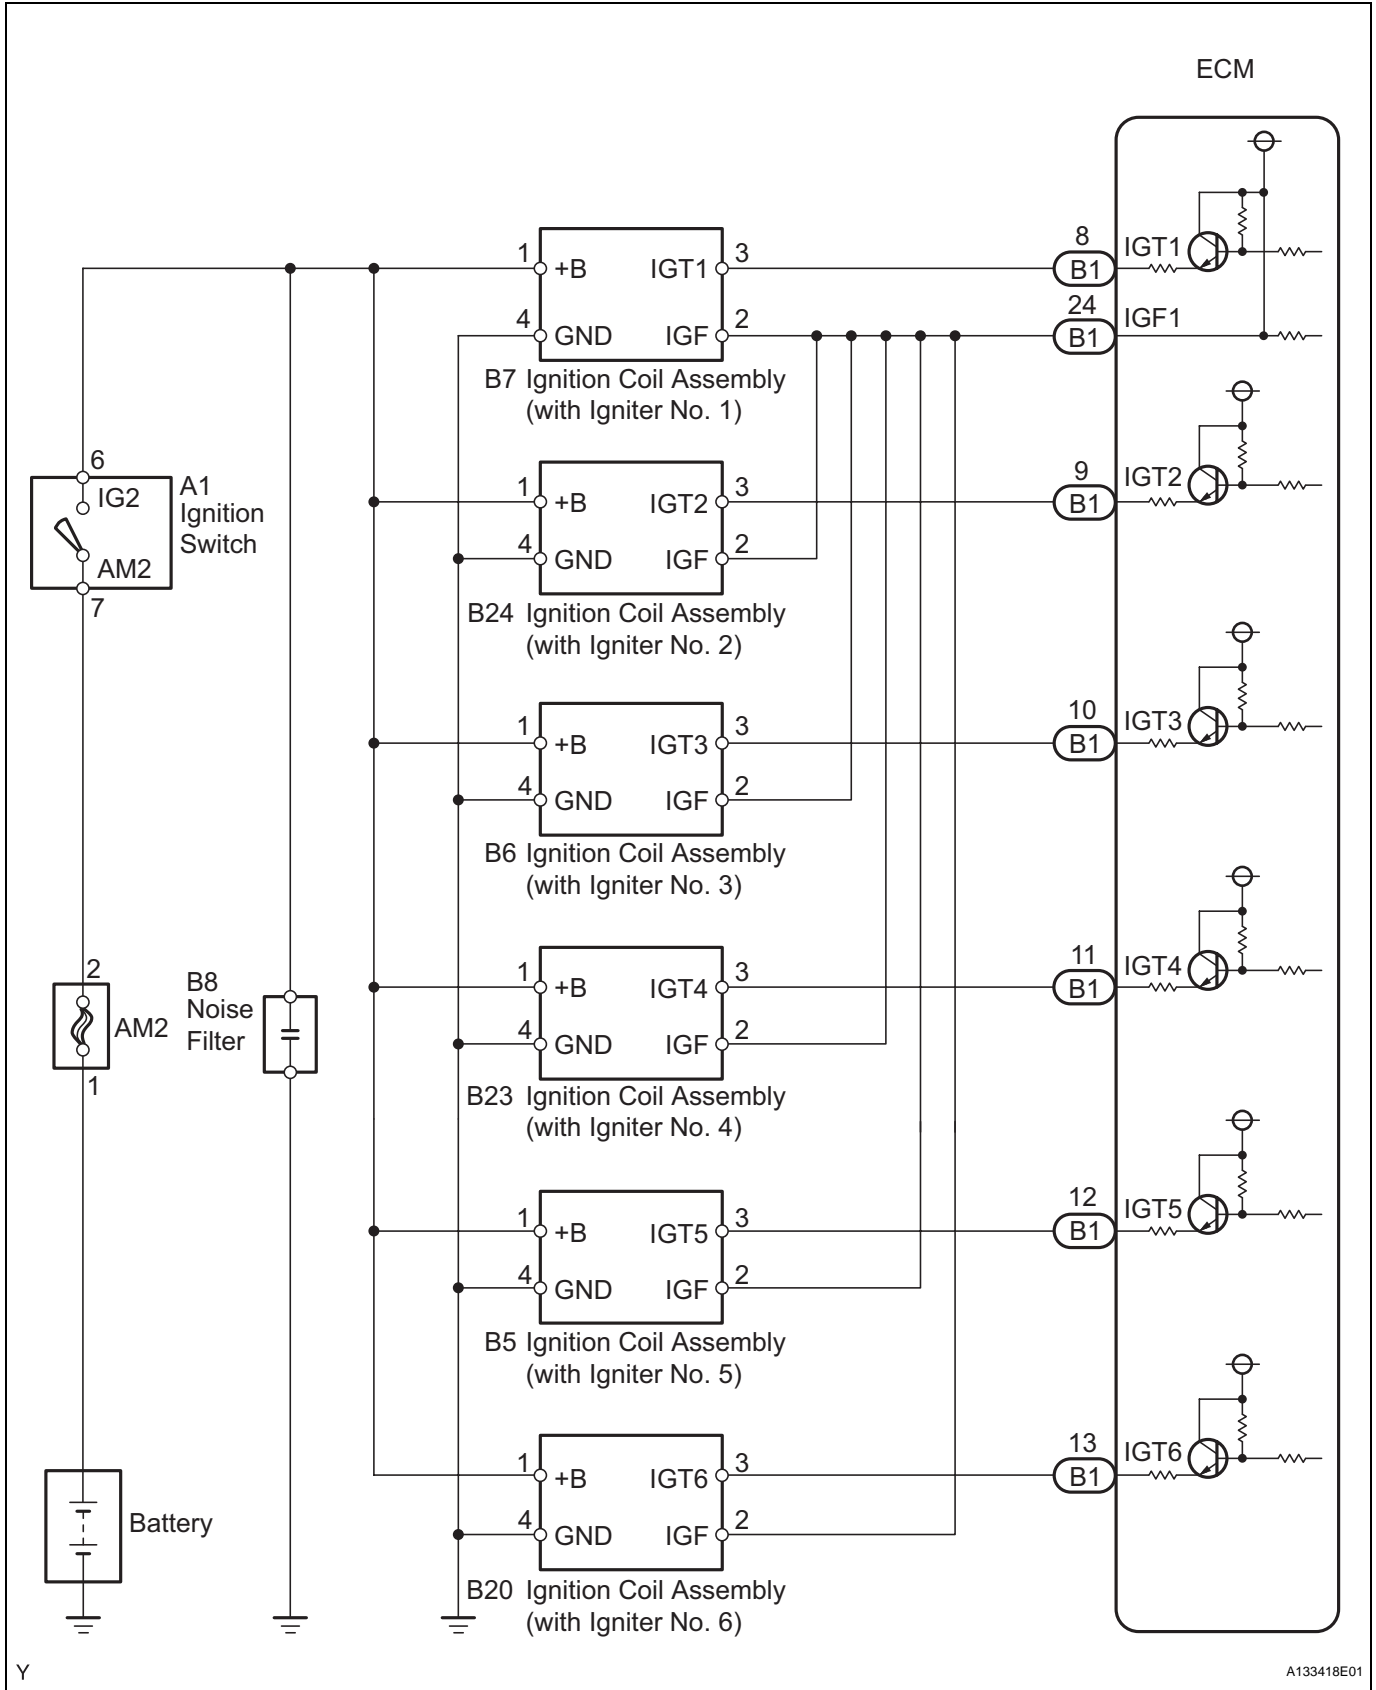 ECM
1
+B
IGT1
3
8
B1
IGT1
4
GND
IGF
2
24
B1
IGF1
B7 Ignition Coil Assembly
(with Igniter No. 1)
6
IG2
AM2
7
A1
Ignition
Switch
1
+B
IGT2
3
9
B1
IGT2
4
GND
IGF
2
B24 Ignition Coil Assembly
(with Igniter No. 2)
1
+B
IGT3
3
10
B1
IGT3
4
GND
IGF
2
B6 Ignition Coil Assembly
(with Igniter No. 3)
2
AM2
1
B8
Noise
Filter
1
+B
IGT4
3
11
B1
IGT4
4
GND
IGF
2
B23 Ignition Coil Assembly
(with Igniter No. 4)
1
+B
IGT5
3
12
B1
IGT5
4
GND
IGF
2
B5 Ignition Coil Assembly
(with Igniter No. 5)
Battery
1
+B
IGT6
3
13
B1
IGT6
4
GND
IGF
2
B20 Ignition Coil Assembly
(with Igniter No. 6)
Y
A133418E01